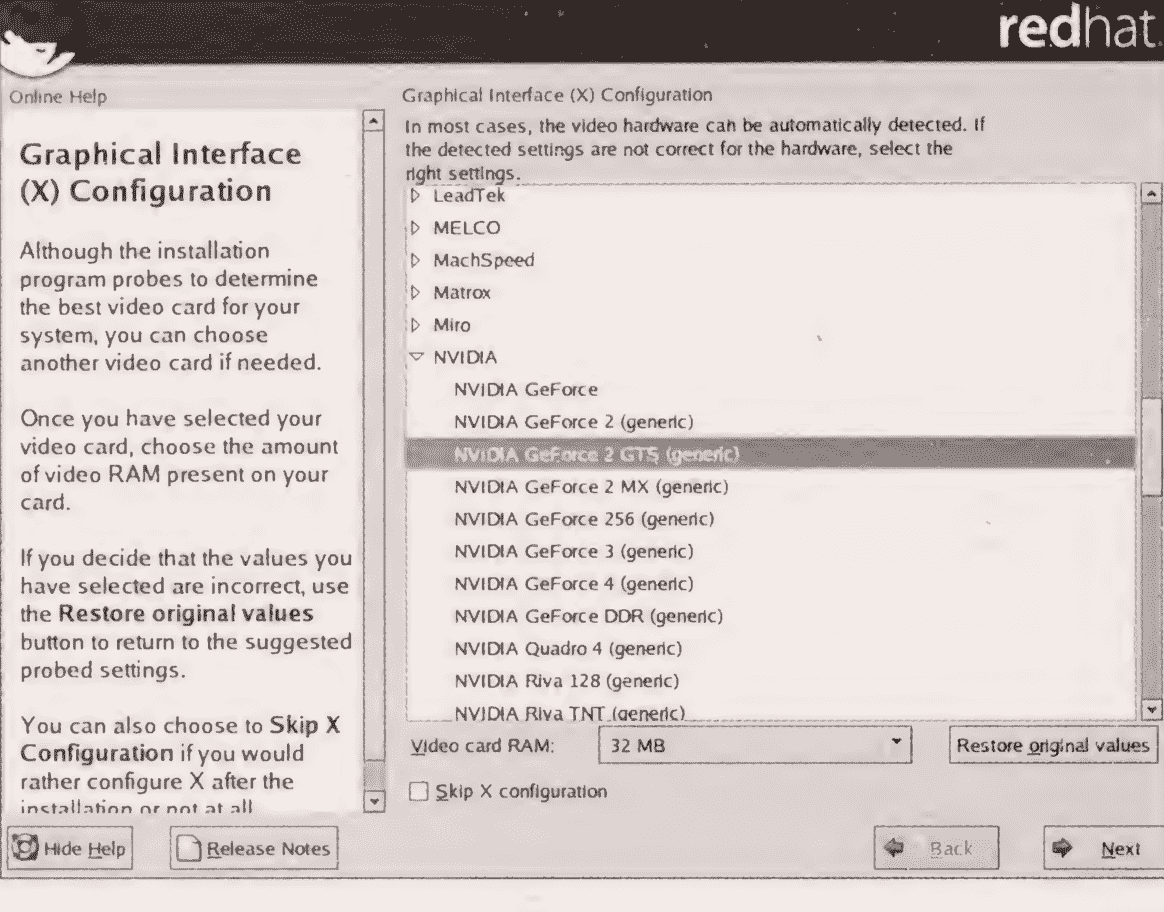 redhat.
Online Help
Graphical Interface
(X) Configuration
Although the installation
program probes to determine
the best video card for your
system, you can choose
another video card if needed.
Once you have selected your
video card, choose the amount
of video RAM present on your
card.
If you decide that the values you
have selected are incorrect, use
the Restore original values
button to return to the suggested
probed settings.
You can also choose to Skip X
Configuration if you would
rather configure X after the
installation or not at all
Graphical Interface (X) Configuration
In most cases, the video hardware can be automatically detected. If
the detected settings are not correct for the hardware, select the
right settings.
LeadTek
MELCO
MachSpeed
Matrox
Miro
NVIDIA
NVIDIA GeForce
NVIDIA GeForce 2 (generic)
NVIDIA GeForce 2 GTS (generic)
NVIDIA GeForce 2 MX (generic)
NVIDIA GeForce 256 (generic)
NVIDIA GeForce 3 (generic)
NVIDIA GeForce 4 (generic)
NVIDIA GeForce DDR (generic)
NVIDIA Quadro 4 (generic)
NVIDIA Riva 128 (generic)
NVIDIA Riva TNT (generic)
Video card RAM: 32 MB Restore original values
Skip X configuration
Hide Help Release Notes Back Next